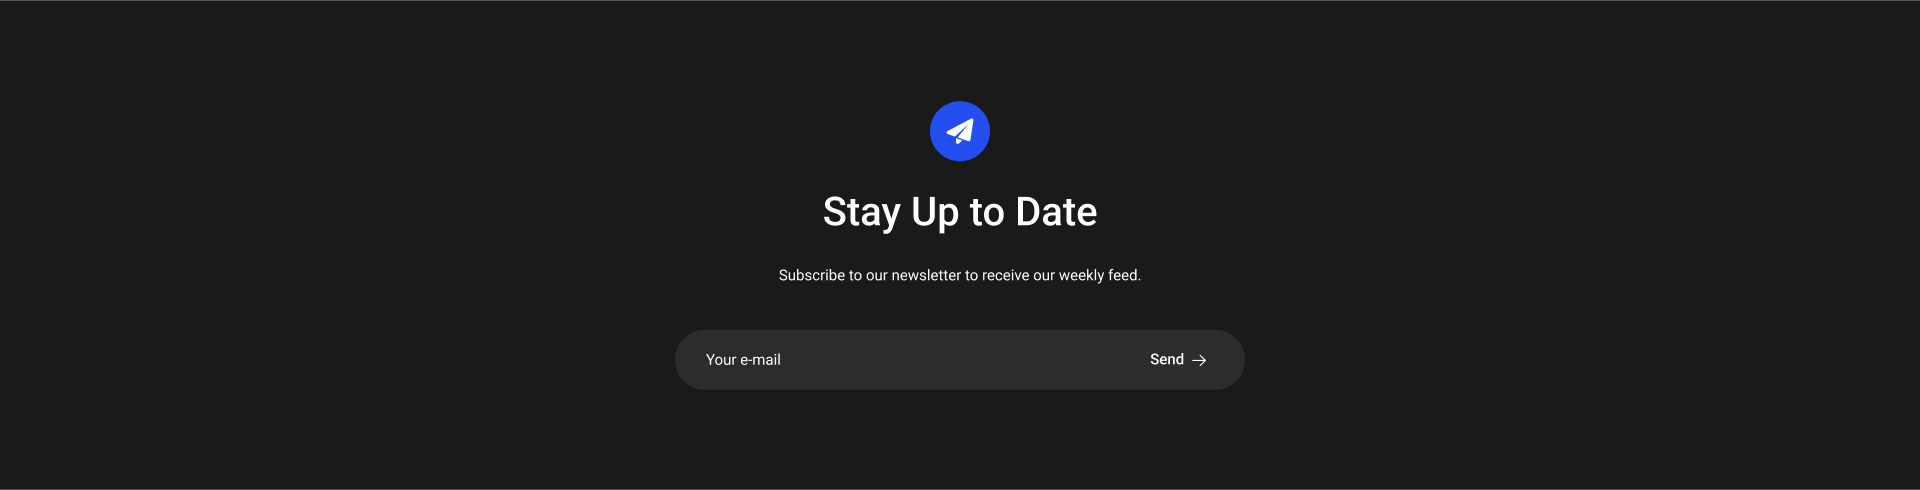 Stay Up to Date
Subscribe to our newsletter to receive our weekly feed.
Your e-mail
Send